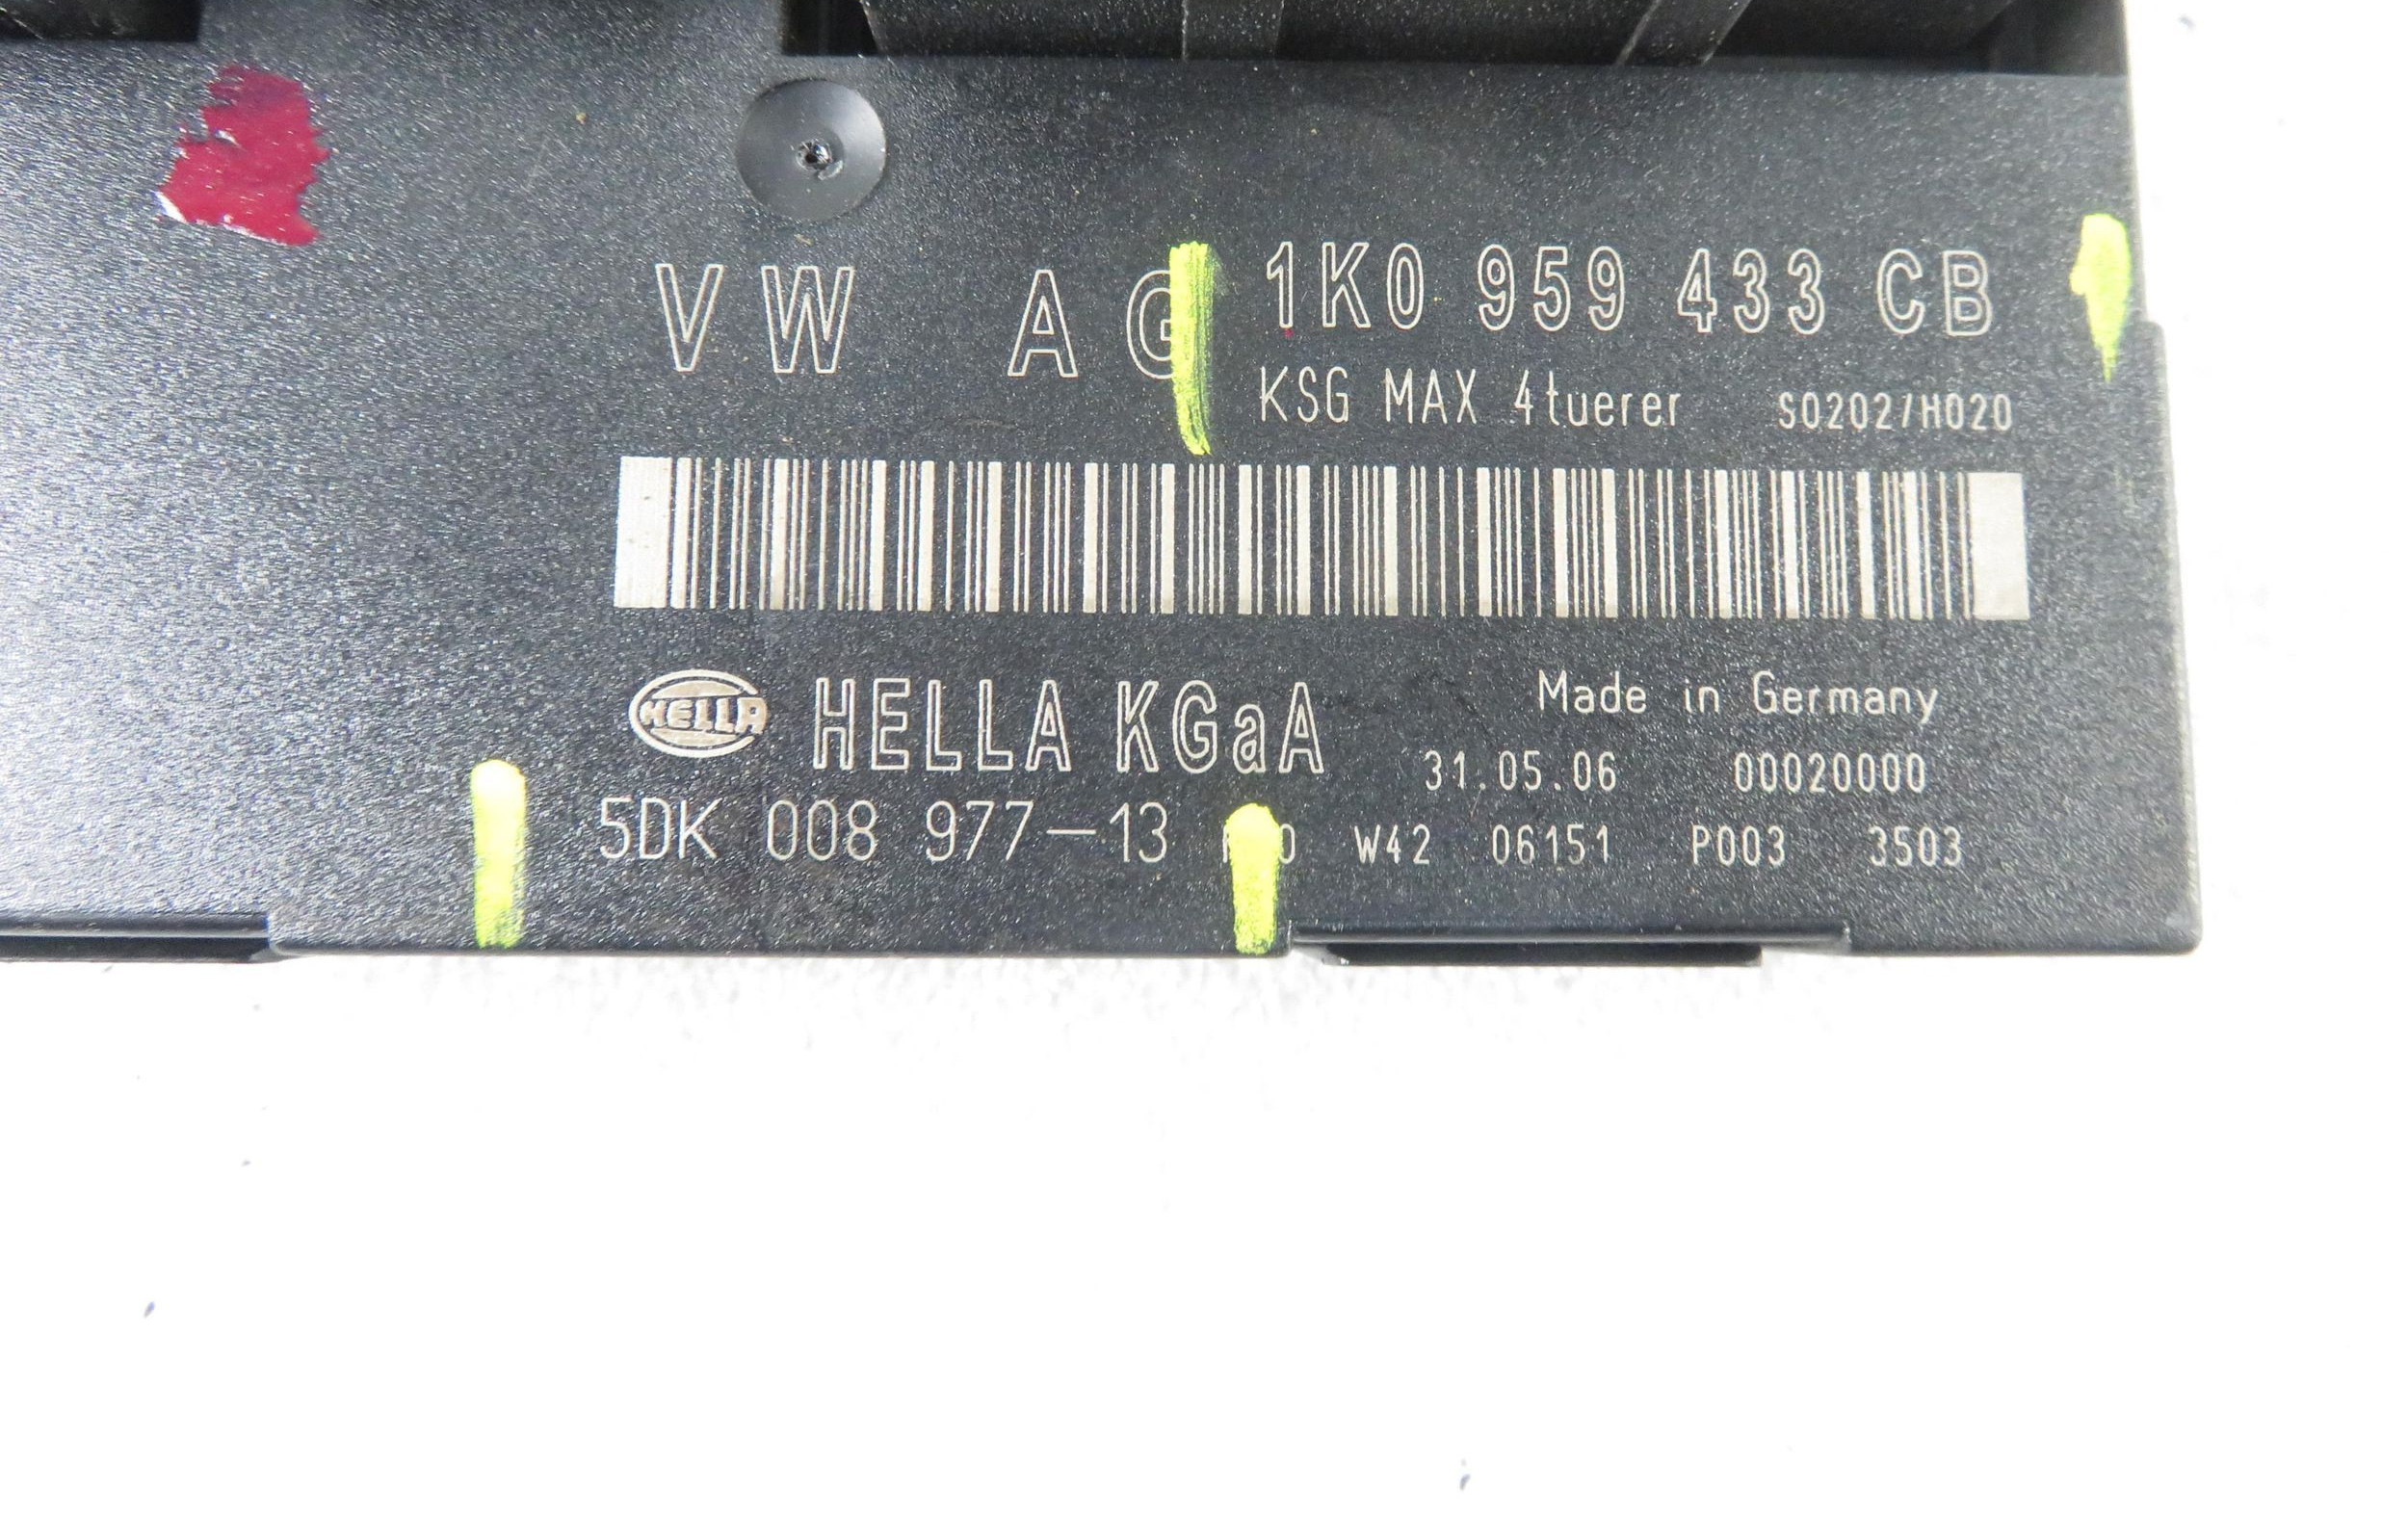 VW AG 1K0 959 433 CB
KSG MAX 4tuerer S0202/H020
HELLA HELLA KGaA Made in Germany
31.05.06 00020000
5DK 008 977-13 W42 06151 P003 3503